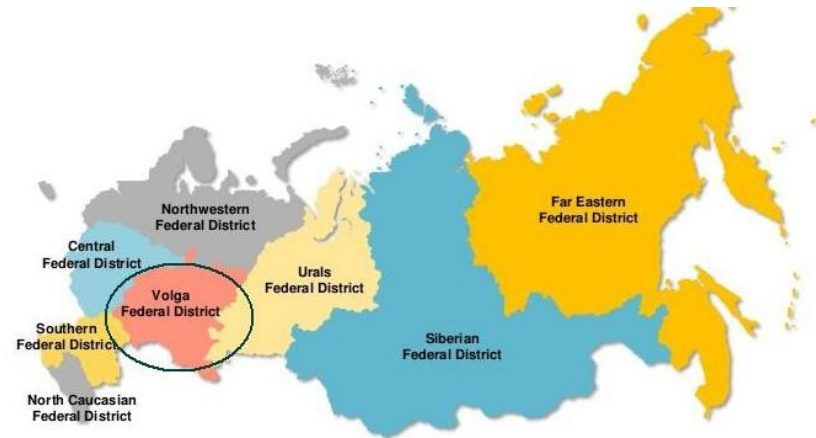 Northwestern
Federal District
Far Eastern
Federal District
Central
Federal District
Urals
Federal District
Volga
Federal District
Southern
Federal District
Siberian
Federal District
North Caucasian
Federal District